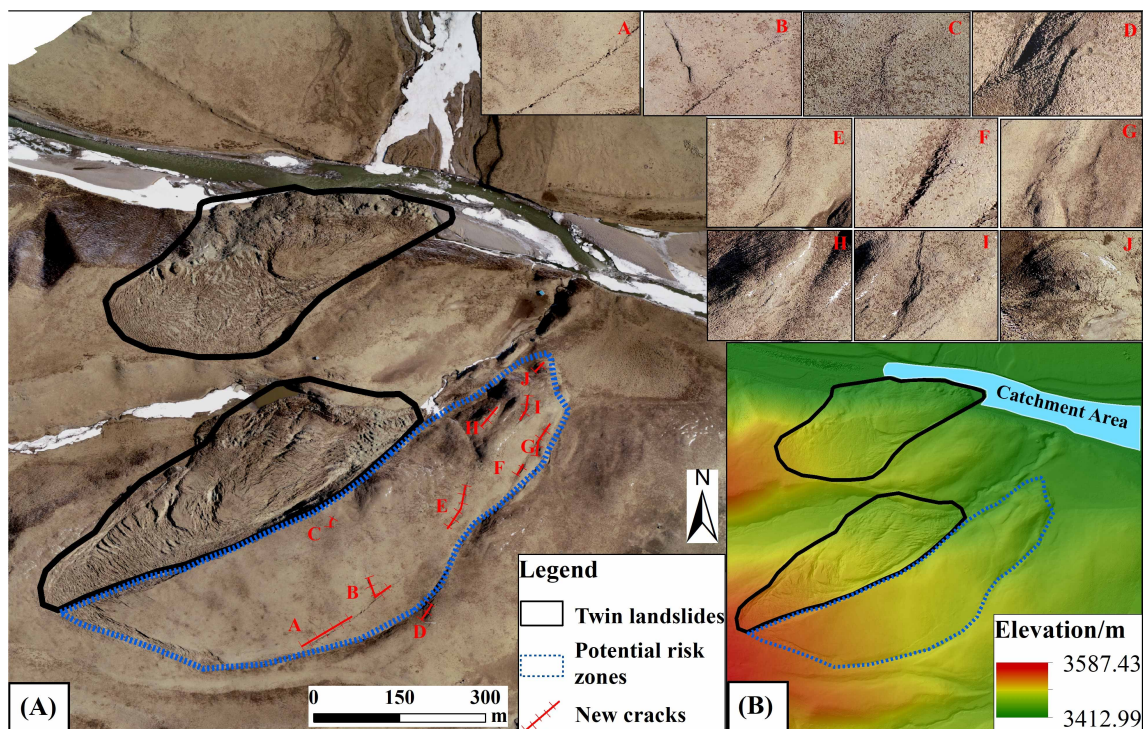 A
B
C
D
E
F
G
H
I
J
J
I
H
G
F
E
C
B
A
D
N
Legend
Twin landslides
Potential risk
zones
New cracks
0 150 300
m
(A)
Catchment Area
Elevation/m
3587.43
3412.99
(B)